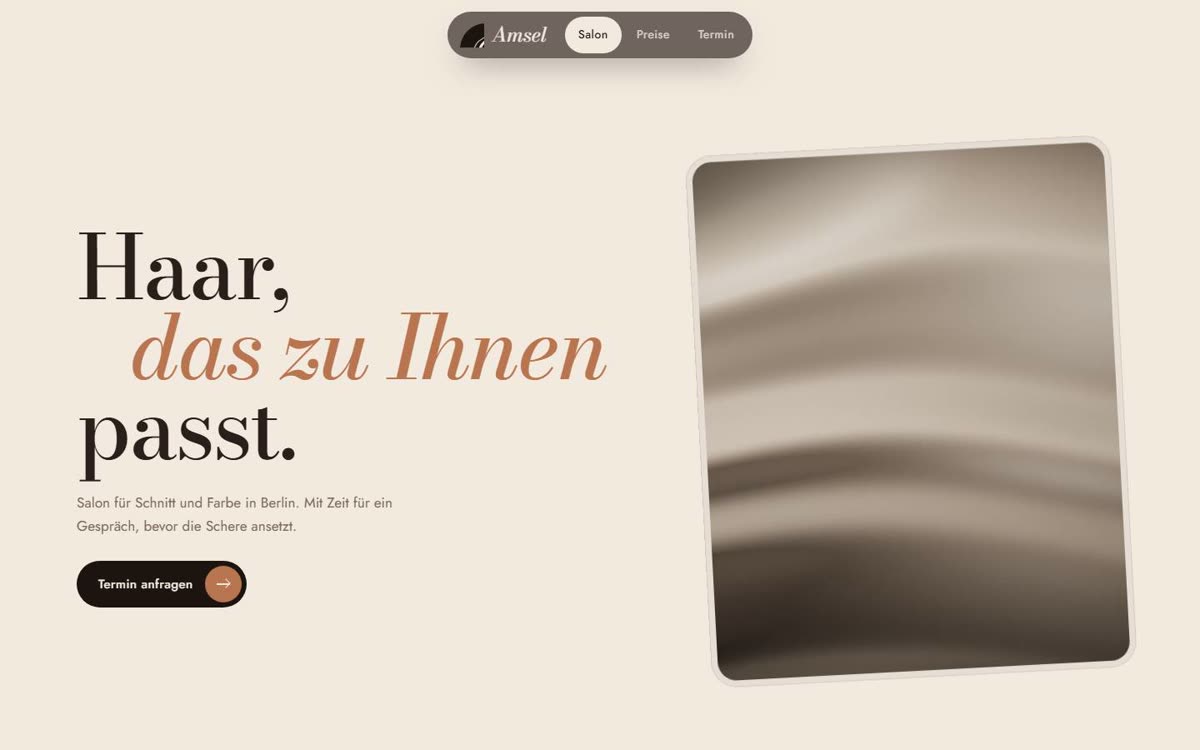 Amsel Salon Preise Termin
Haar,
das zu Ihnen
passt.
Salon für Schnitt und Farbe in Berlin. Mit Zeit für ein
Gespräch, bevor die Schere ansetzt.
Termin anfragen →